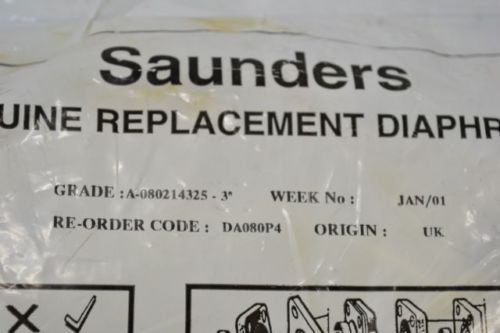 Saunders
UINE REPLACEMENT DIAPHR
GRADE : A-080214325 - 3" WEEK No : JAN/01
RE-ORDER CODE : DA080P4 ORIGIN : UK